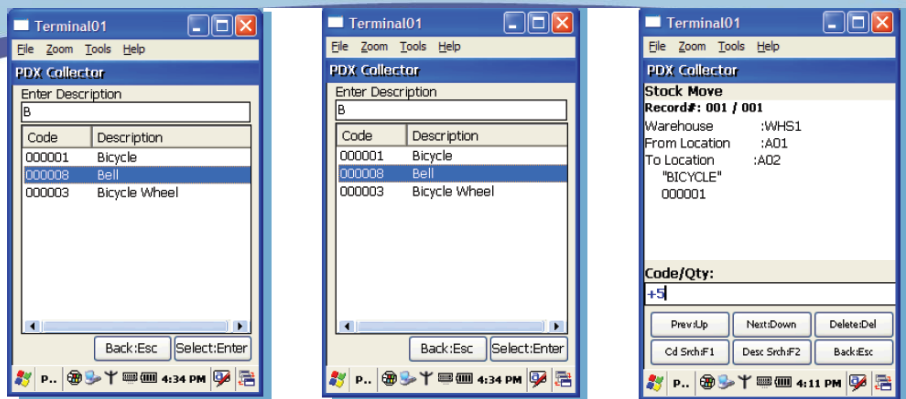 Terminal01
File Zoom Tools Help
PDX Collector
Enter Description
B
Code Description
000001 Bicycle
000008 Bell
000003 Bicycle Wheel
Back:Esc Select:Enter
P.. 4:34 PM
Terminal01
File Zoom Tools Help
PDX Collector
Enter Description
B
Code Description
000001 Bicycle
000008 Bell
000003 Bicycle Wheel
Back:Esc Select:Enter
P.. 4:34 PM
Terminal01
File Zoom Tools Help
PDX Collector
Stock Move
Record#: 001 / 001
Warehouse :WHS1
From Location :A01
To Location :A02
"BICYCLE"
000001
Code/Qty:
+5
Prev:Up Next:Down Delete:Del
Cd Srch:F1 Desc Srch:F2 Back:Esc
P.. 4:11 PM